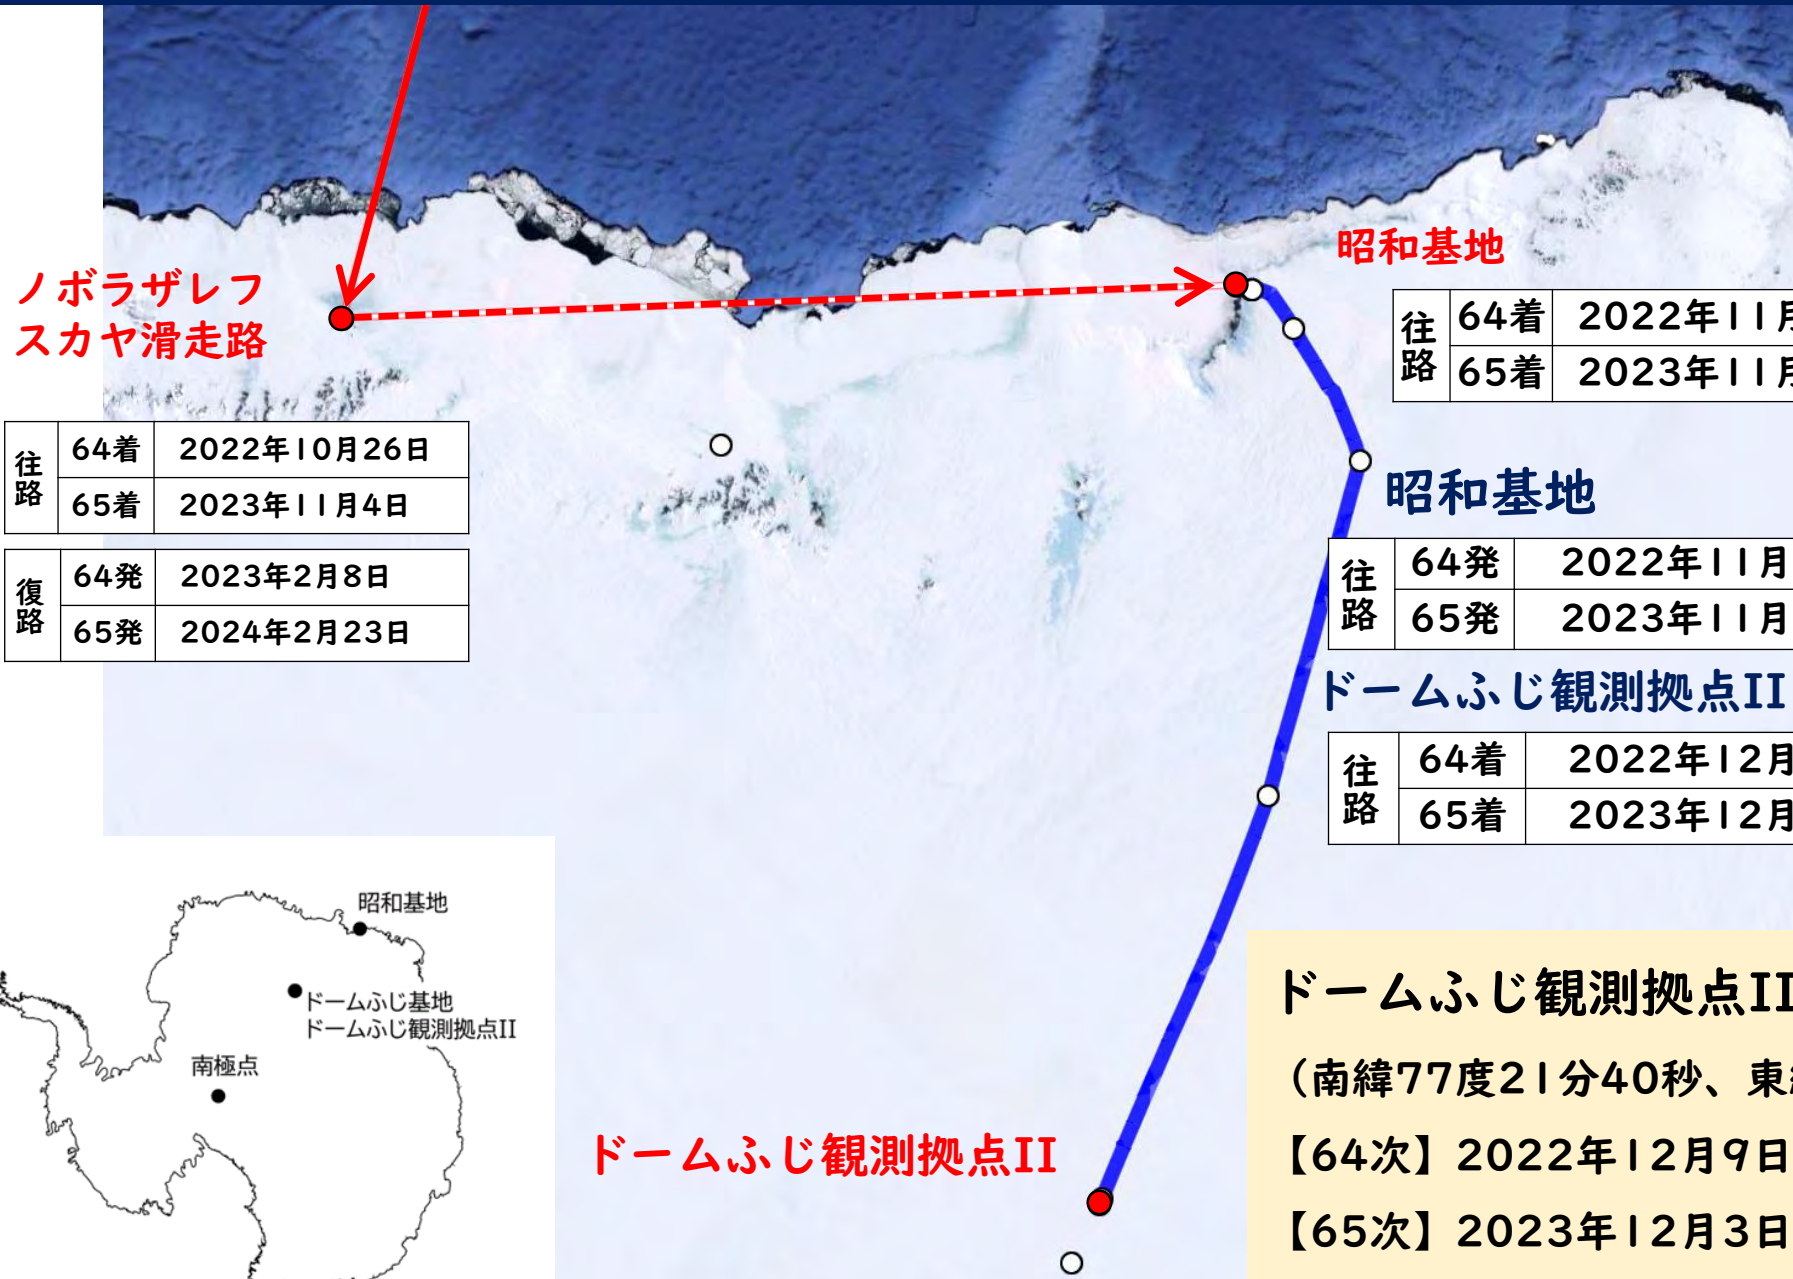 昭和基地
ノボラザレフ
スカヤ滑走路
往路
64着 2022年11月
65着 2023年11月
往路
64着 2022年10月26日
65着 2023年11月4日
復路
64発 2023年2月8日
65発 2024年2月23日
昭和基地
往路
64発 2022年11月
65発 2023年11月
ドームふじ観測拠点II
往路
64着 2022年12月
65着 2023年12月
昭和基地
ドームふじ基地
ドームふじ観測拠点II
南極点
ドームふじ観測拠点II
ドームふじ観測拠点II
（南緯77度21分40秒、東
【64次】2022年12月9日
【65次】2023年12月3日